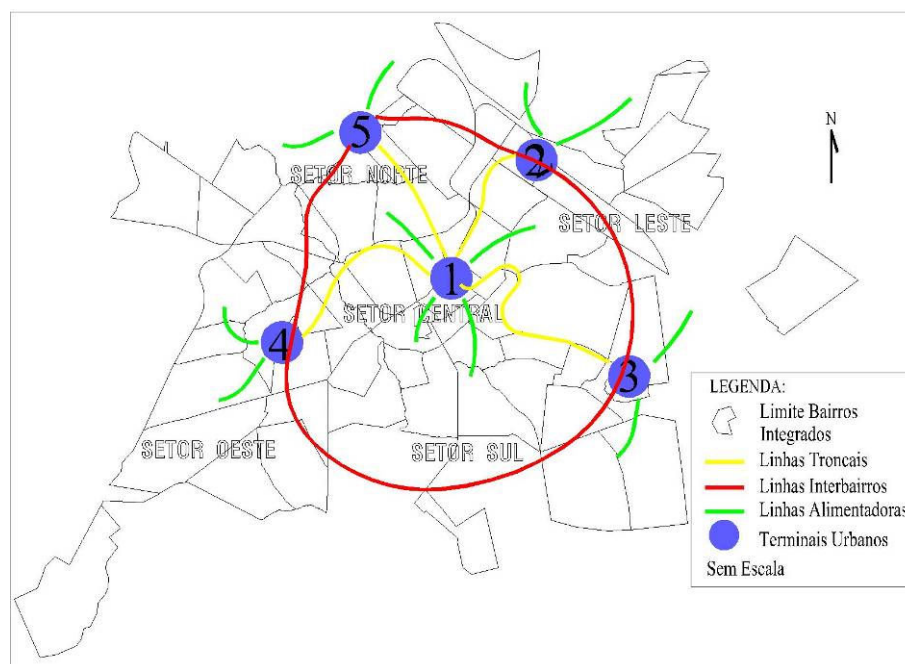 N
5
2
SETOR NORTE
SETOR LESTE
1
SETOR CENTRAL
4
3
SETOR OESTE
SETOR SUL
LEGENDA:
Limite Bairros
Integrados
Linhas Troncais
Linhas Interbairros
Linhas Alimentadoras
Terminais Urbanos
Sem Escala